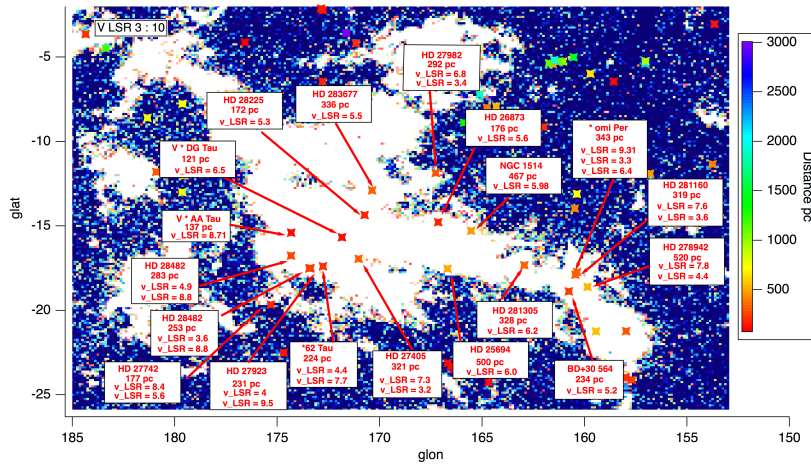 V LSR 3 : 10
HD 27982
292 pc
v_LSR = 6.8
v_LSR = 3.4
HD 28225
172 pc
v_LSR = 5.3
HD 283677
336 pc
v_LSR = 5.5
HD 26873
176 pc
v_LSR = 5.6
* omi Per
343 pc
v_LSR = 9.31
v_LSR = 3.3
v_LSR = 6.4
V * DG Tau
121 pc
v_LSR = 6.5
NGC 1514
467 pc
v_LSR = 5.98
HD 281160
319 pc
v_LSR = 7.6
v_LSR = 3.6
V * AA Tau
137 pc
v_LSR = 8.71
HD 278942
520 pc
v_LSR = 7.8
v_LSR = 4.4
HD 28482
283 pc
v_LSR = 4.9
v_LSR = 8.8
HD 28482
253 pc
v_LSR = 3.6
v_LSR = 8.8
HD 281305
328 pc
v_LSR = 6.2
HD 27742
177 pc
v_LSR = 8.4
v_LSR = 5.6
HD 27923
231 pc
v_LSR = 4
v_LSR = 9.5
*62 Tau
224 pc
v_LSR = 4.4
v_LSR = 7.7
HD 27405
321 pc
v_LSR = 7.3
v_LSR = 3.2
HD 25694
500 pc
v_LSR = 6.0
BD+30 564
234 pc
v_LSR = 5.2
-5
-10
-15
-20
-25
glat
185
180
175
170
165
160
155
150
glon
3000
2500
2000
1500
1000
500
Distance pc